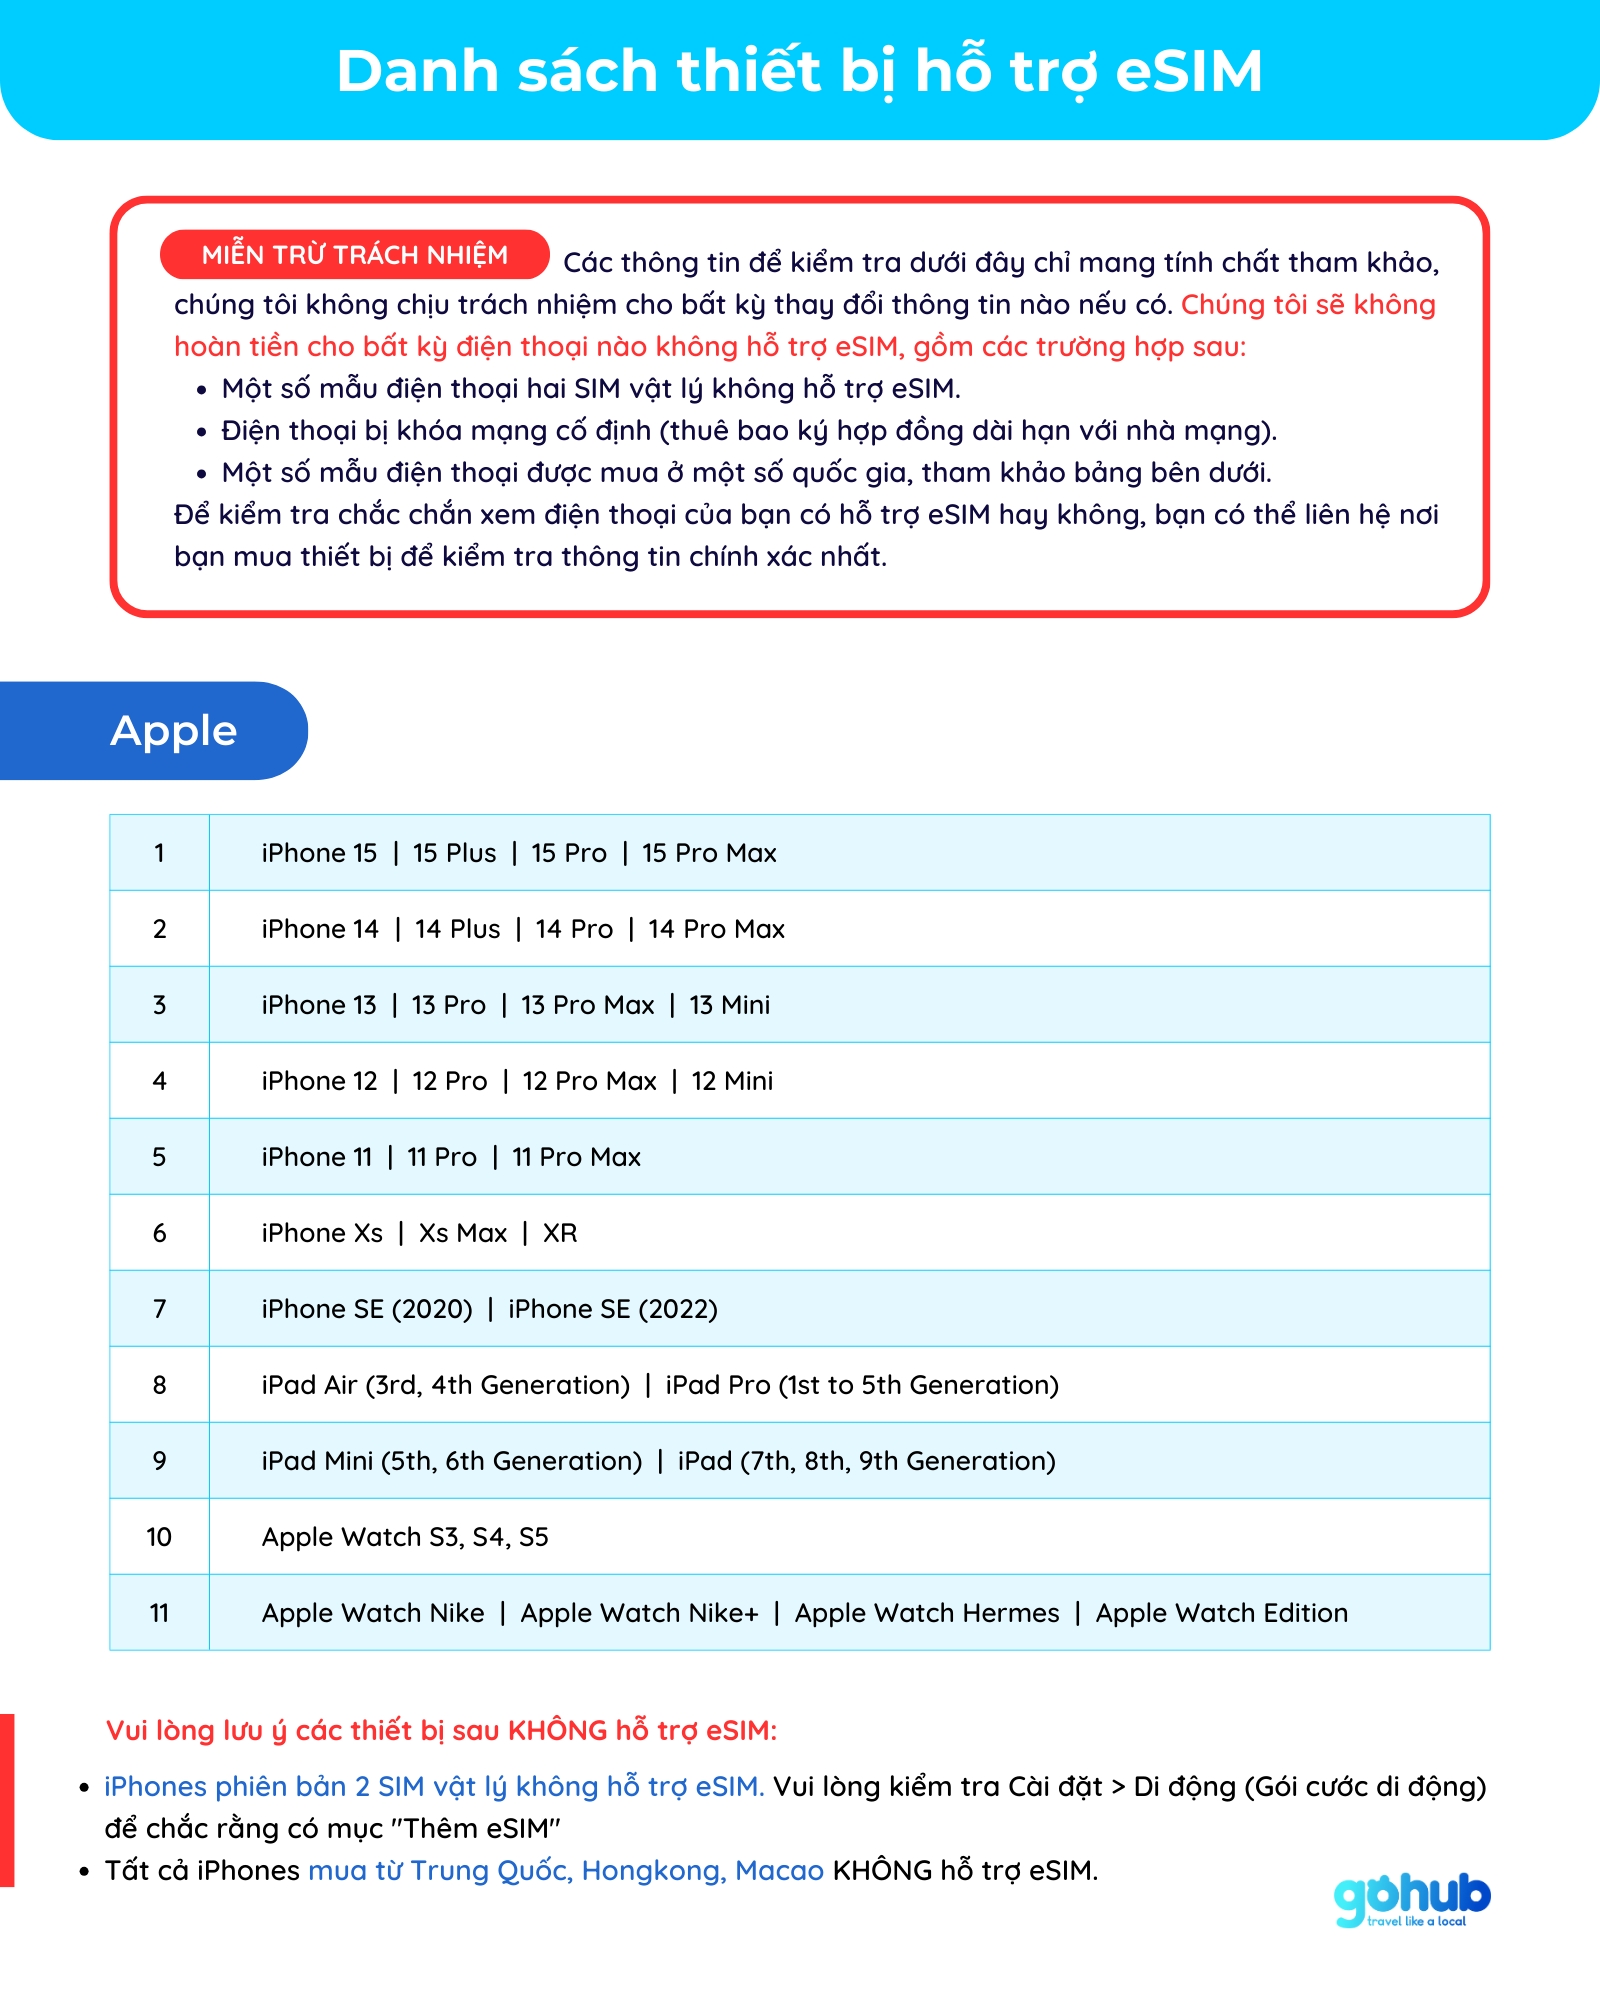 Danh sách thiết bị hỗ trợ eSIM
MIỄN TRỪ TRÁCH NHIỆM Các thông tin để kiểm tra dưới đây chỉ mang tính chất tham khảo,
chúng tôi không chịu trách nhiệm cho bất kỳ thay đổi thông tin nào nếu có. Chúng tôi sẽ không
hoàn tiền cho bất kỳ điện thoại nào không hỗ trợ eSIM, gồm các trường hợp sau:
• Một số mẫu điện thoại hai SIM vật lý không hỗ trợ eSIM.
• Điện thoại bị khóa mạng cố định (thuê bao ký hợp đồng dài hạn với nhà mạng).
• Một số mẫu điện thoại được mua ở một số quốc gia, tham khảo bảng bên dưới.
Để kiểm tra chắc chắn xem điện thoại của bạn có hỗ trợ eSIM hay không, bạn có thể liên hệ nơi
bạn mua thiết bị để kiểm tra thông tin chính xác nhất.
Apple
1 iPhone 15 | 15 Plus | 15 Pro | 15 Pro Max
2 iPhone 14 | 14 Plus | 14 Pro | 14 Pro Max
3 iPhone 13 | 13 Pro | 13 Pro Max | 13 Mini
4 iPhone 12 | 12 Pro | 12 Pro Max | 12 Mini
5 iPhone 11 | 11 Pro | 11 Pro Max
6 iPhone Xs | Xs Max | XR
7 iPhone SE (2020) | iPhone SE (2022)
8 iPad Air (3rd, 4th Generation) | iPad Pro (1st to 5th Generation)
9 iPad Mini (5th, 6th Generation) | iPad (7th, 8th, 9th Generation)
10 Apple Watch S3, S4, S5
11 Apple Watch Nike | Apple Watch Nike+ | Apple Watch Hermes | Apple Watch Edition
Vui lòng lưu ý các thiết bị sau KHÔNG hỗ trợ eSIM:
• iPhones phiên bản 2 SIM vật lý không hỗ trợ eSIM. Vui lòng kiểm tra Cài đặt > Di động (Gói cước di động)
để chắc rằng có mục "Thêm eSIM"
• Tất cả iPhones mua từ Trung Quốc, Hongkong, Macao KHÔNG hỗ trợ eSIM.
gohub
travel like a local